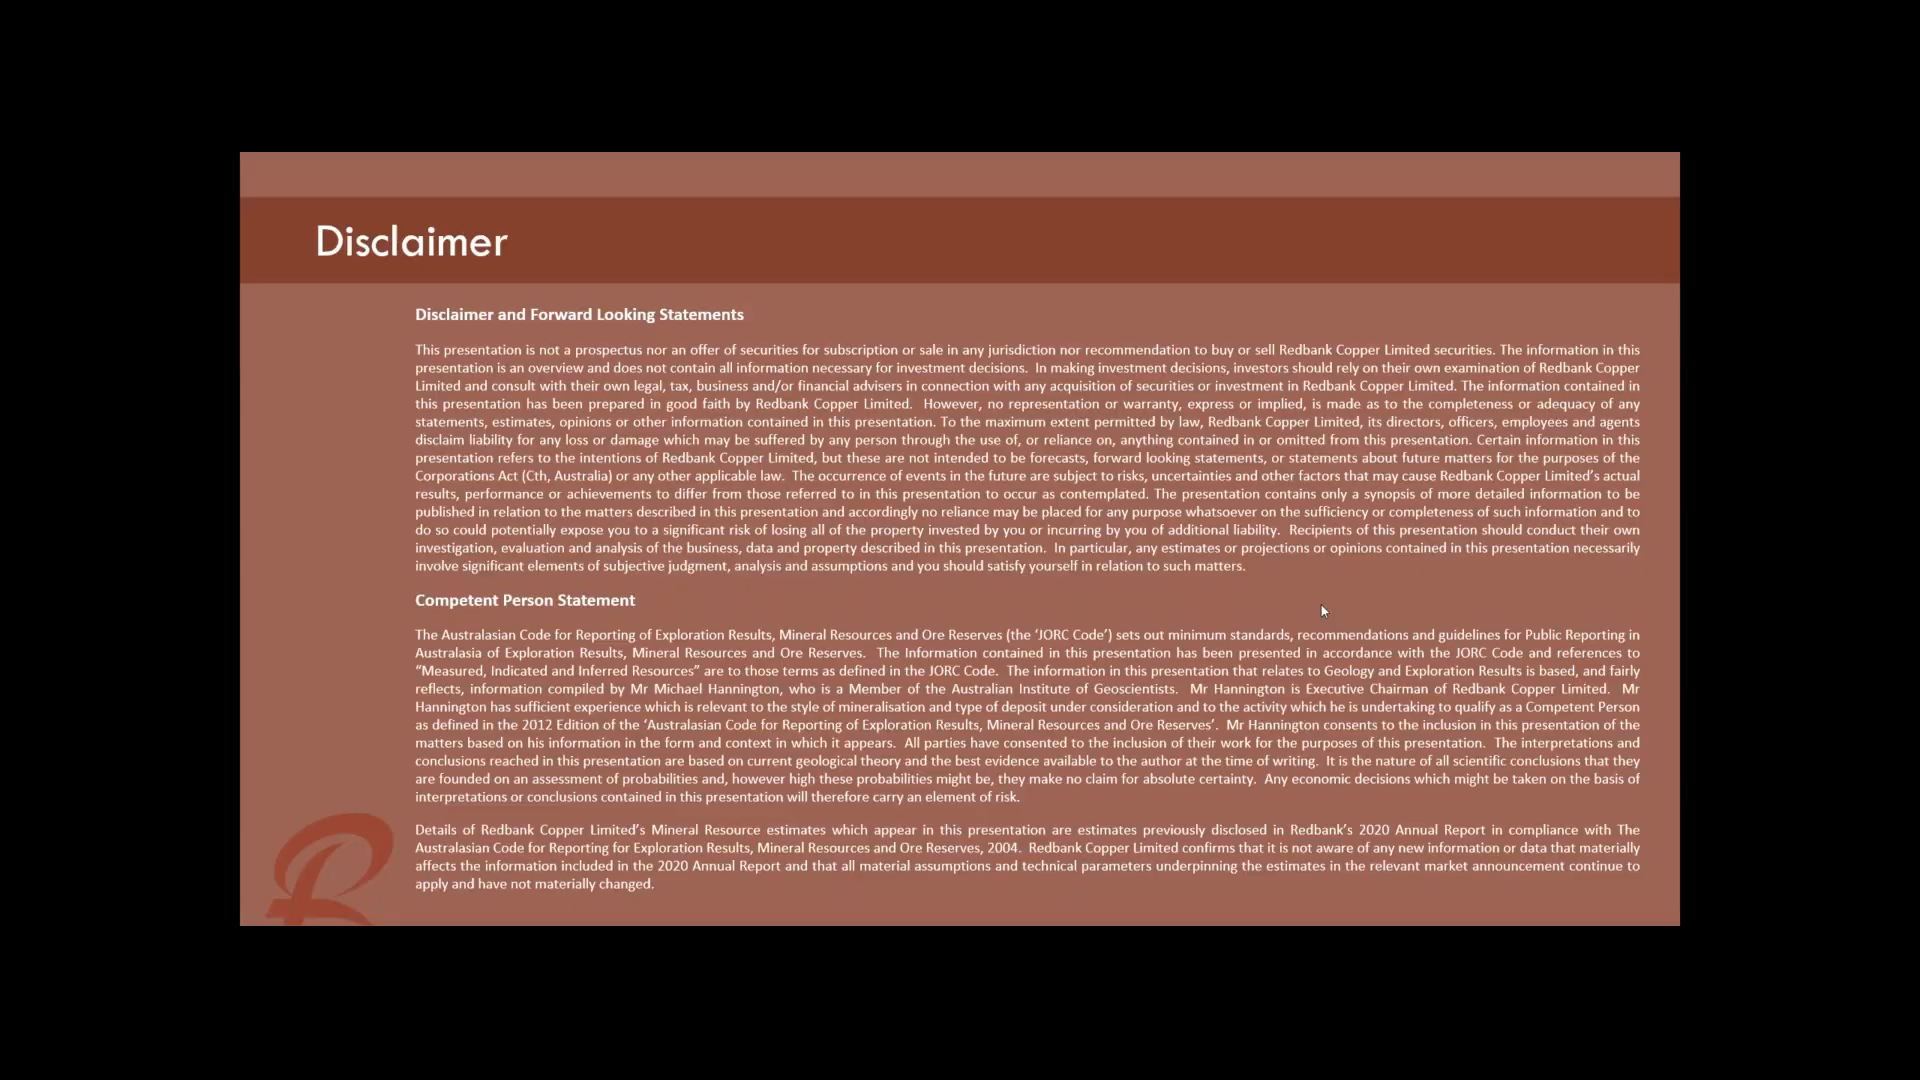 Disclaimer
Disclaimer and Forward Looking Statements
This presentation is not a prospectus nor an offer of securities for subscription or sale in any jurisdiction nor recommendation to buy or sell Redbank Copper Limited securities. The information in this
presentation is an overview and does not contain all information necessary for investment decisions. In making investment decisions, investors should rely on their own examination of Redbank Copper
Limited and consult with their own legal, tax, business and/or financial advisers in connection with any acquisition of securities or investment in Redbank Copper Limited. The information contained in
this presentation has been prepared in good faith by Redbank Copper Limited. However, no representation or warranty, express or implied, is made as to the completeness or adequacy of any
statements, estimates, opinions or other information contained in this presentation. To the maximum extent permitted by law, Redbank Copper Limited, its directors, officers, employees and agents
disclaim liability for any loss or damage which may be suffered by any person through the use of, or reliance on, anything contained in or omitted from this presentation. Certain information in this
presentation refers to the intentions of Redbank Copper Limited, but these are not intended to be forecasts, forward looking statements, or statements about future matters for the purposes of the
Corporations Act (Cth, Australia) or any other applicable law. The occurrence of events in the future are subject to risks, uncertainties and other factors that may cause Redbank Copper Limited’s actual
results, performance or achievements to differ from those referred to in this presentation to occur as contemplated. The presentation contains only a synopsis of more detailed information to be
published in relation to the matters described in this presentation and accordingly no reliance may be placed for any purpose whatsoever on the sufficiency or completeness of such information and to
do so could potentially expose you to a significant risk of losing all of the property invested by you or incurring by you of additional liability. Recipients of this presentation should conduct their own
investigation, evaluation and analysis of the business, data and property described in this presentation. In particular, any estimates or projections or opinions contained in this presentation necessarily
involve significant elements of subjective judgment, analysis and assumptions and you should satisfy yourself in relation to such matters.
Competent Person Statement
The Australasian Code for Reporting of Exploration Results, Mineral Resources and Ore Reserves (the ‘JORC Code’) sets out minimum standards, recommendations and guidelines for Public Reporting in
Australasia of Exploration Results, Mineral Resources and Ore Reserves. The Information contained in this presentation has been presented in accordance with the JORC Code and references to
“Measured, Indicated and Inferred Resources” are to those terms as defined in the JORC Code. The information in this presentation that relates to Geology and Exploration Results is based, and fairly
reflects, information compiled by Mr Michael Hannington, who is a Member of the Australian Institute of Geoscientists. Mr Hannington is Executive Chairman of Redbank Copper Limited. Mr
Hannington has sufficient experience which is relevant to the style of mineralisation and type of deposit under consideration and to the activity which he is undertaking to qualify as a Competent Person
as defined in the 2012 Edition of the ‘Australasian Code for Reporting of Exploration Results, Mineral Resources and Ore Reserves’. Mr Hannington consents to the inclusion in this presentation of the
matters based on his information in the form and context in which it appears. All parties have consented to the inclusion of their work for the purposes of this presentation. The interpretations and
conclusions reached in this presentation are based on current geological theory and the best evidence available to the author at the time of writing. It is the nature of all scientific conclusions that they
are founded on an assessment of probabilities and, however high these probabilities might be, they make no claim for absolute certainty. Any economic decisions which might be taken on the basis of
interpretations or conclusions contained in this presentation will therefore carry an element of risk.
Details of Redbank Copper Limited’s Mineral Resource estimates which appear in this presentation are estimates previously disclosed in Redbank’s 2020 Annual Report in compliance with The
Australasian Code for Reporting for Exploration Results, Mineral Resources and Ore Reserves, 2004. Redbank Copper Limited confirms that it is not aware of any new information or data that materially
affects the information included in the 2020 Annual Report and that all material assumptions and technical parameters underpinning the estimates in the relevant market announcement continue to
apply and have not materially changed.
R